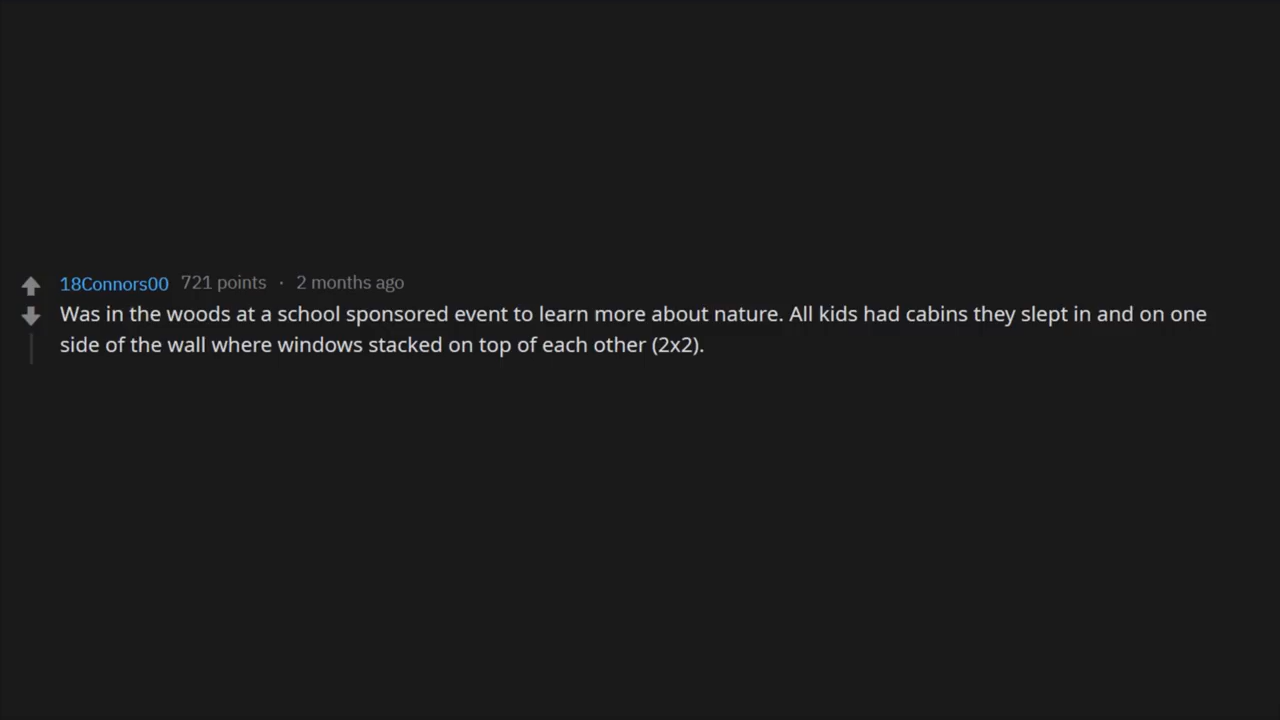 18Connors00 721 points · 2 months ago
Was in the woods at a school sponsored event to learn more about nature. All kids had cabins they slept in and on one
side of the wall where windows stacked on top of each other (2x2).